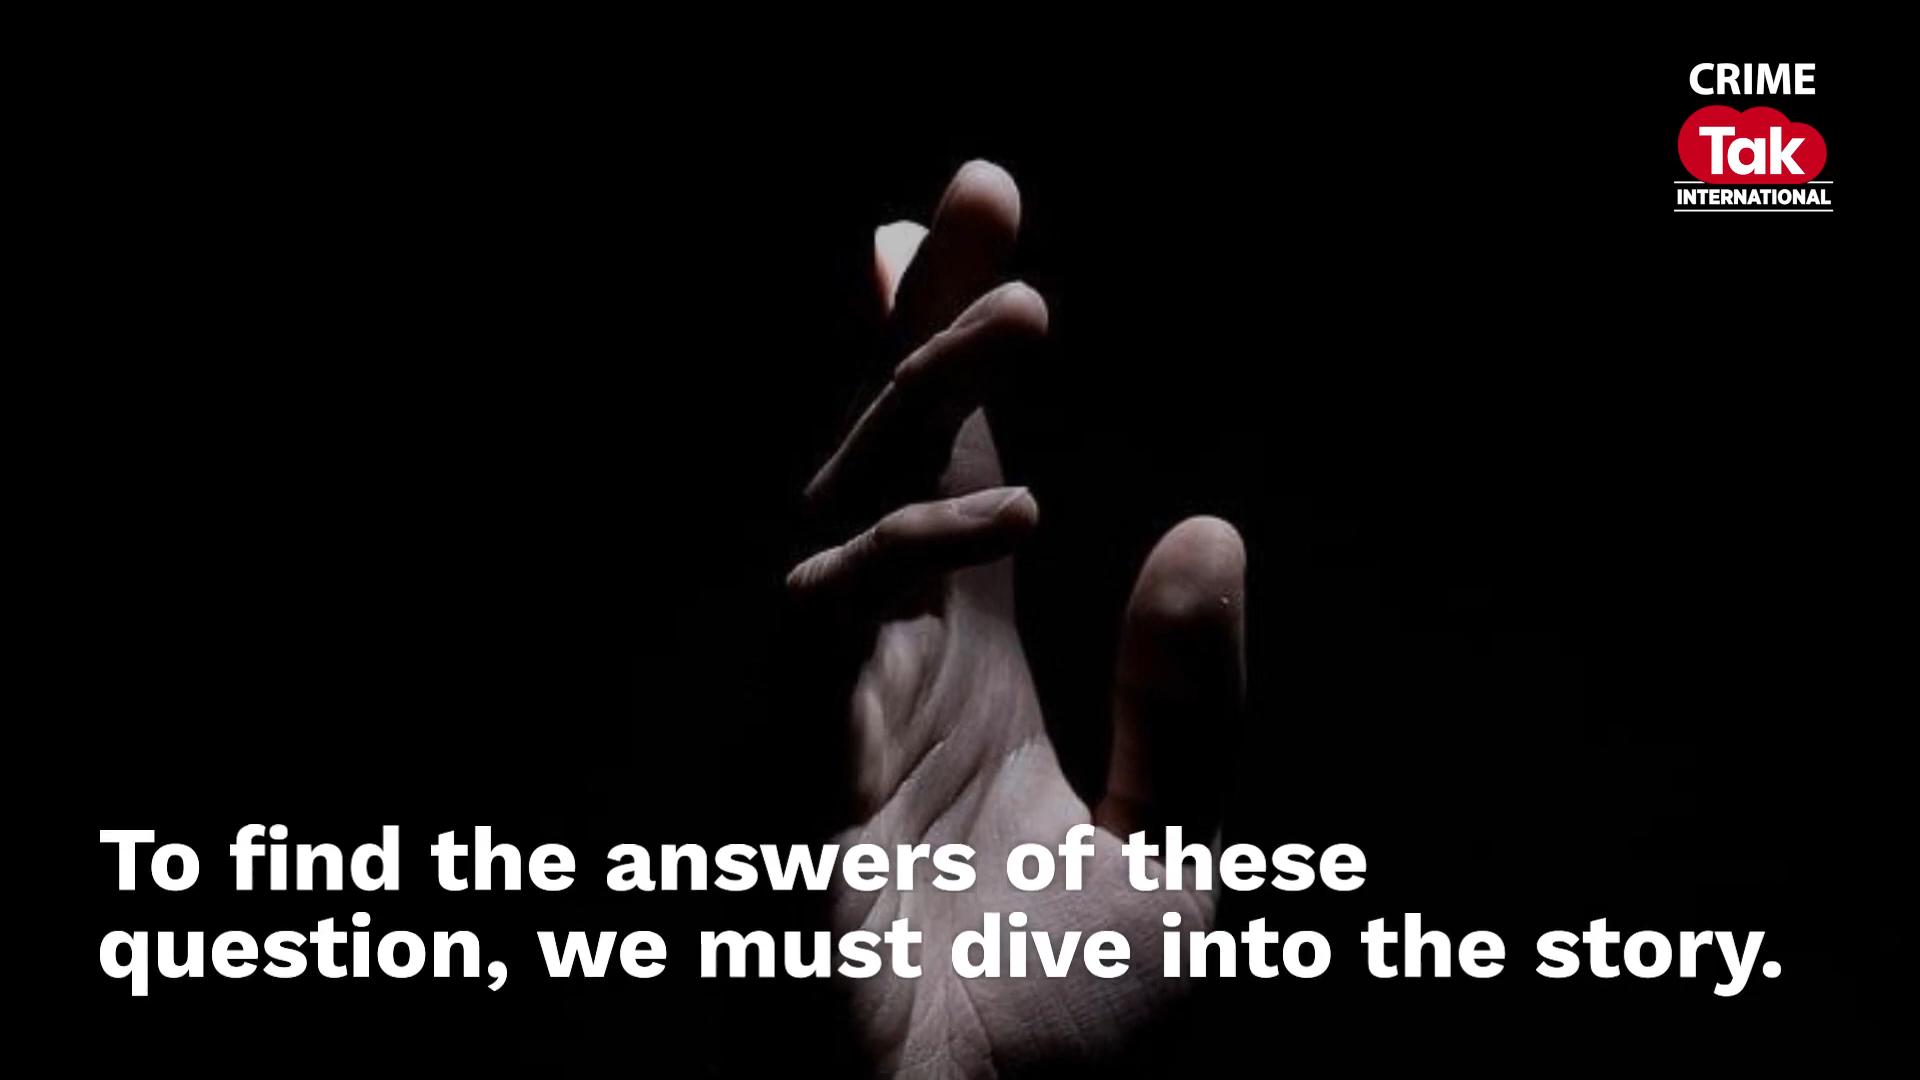 CRIME
Tak
INTERNATIONAL
To find the answers of these
question, we must dive into the story.